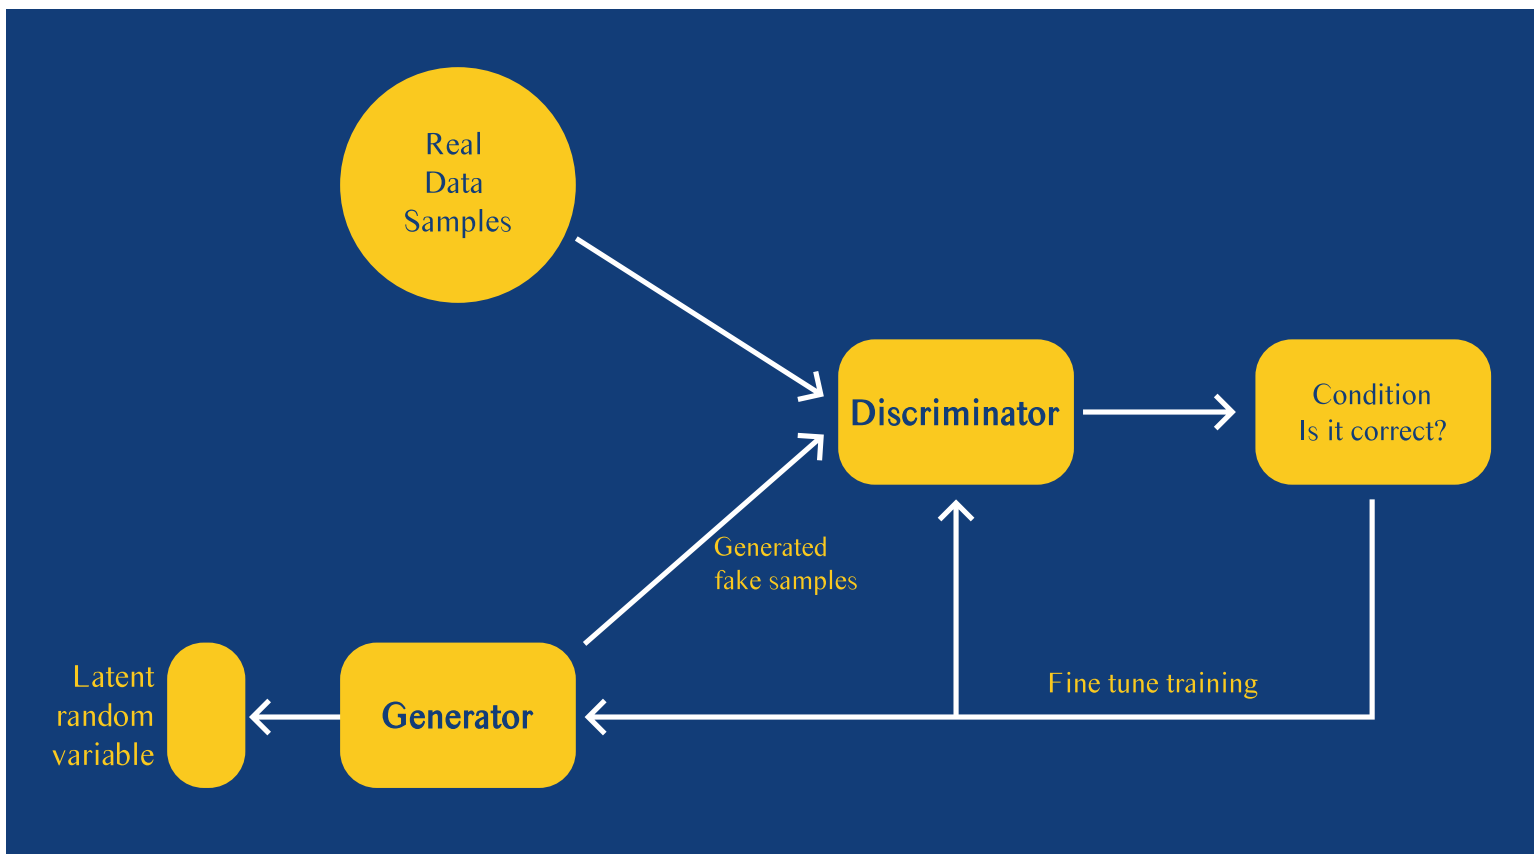 Real
Data
Samples
Discriminator
Condition
Is it correct?
Generated
fake samples
Latent
random
variable
Generator
Fine tune training